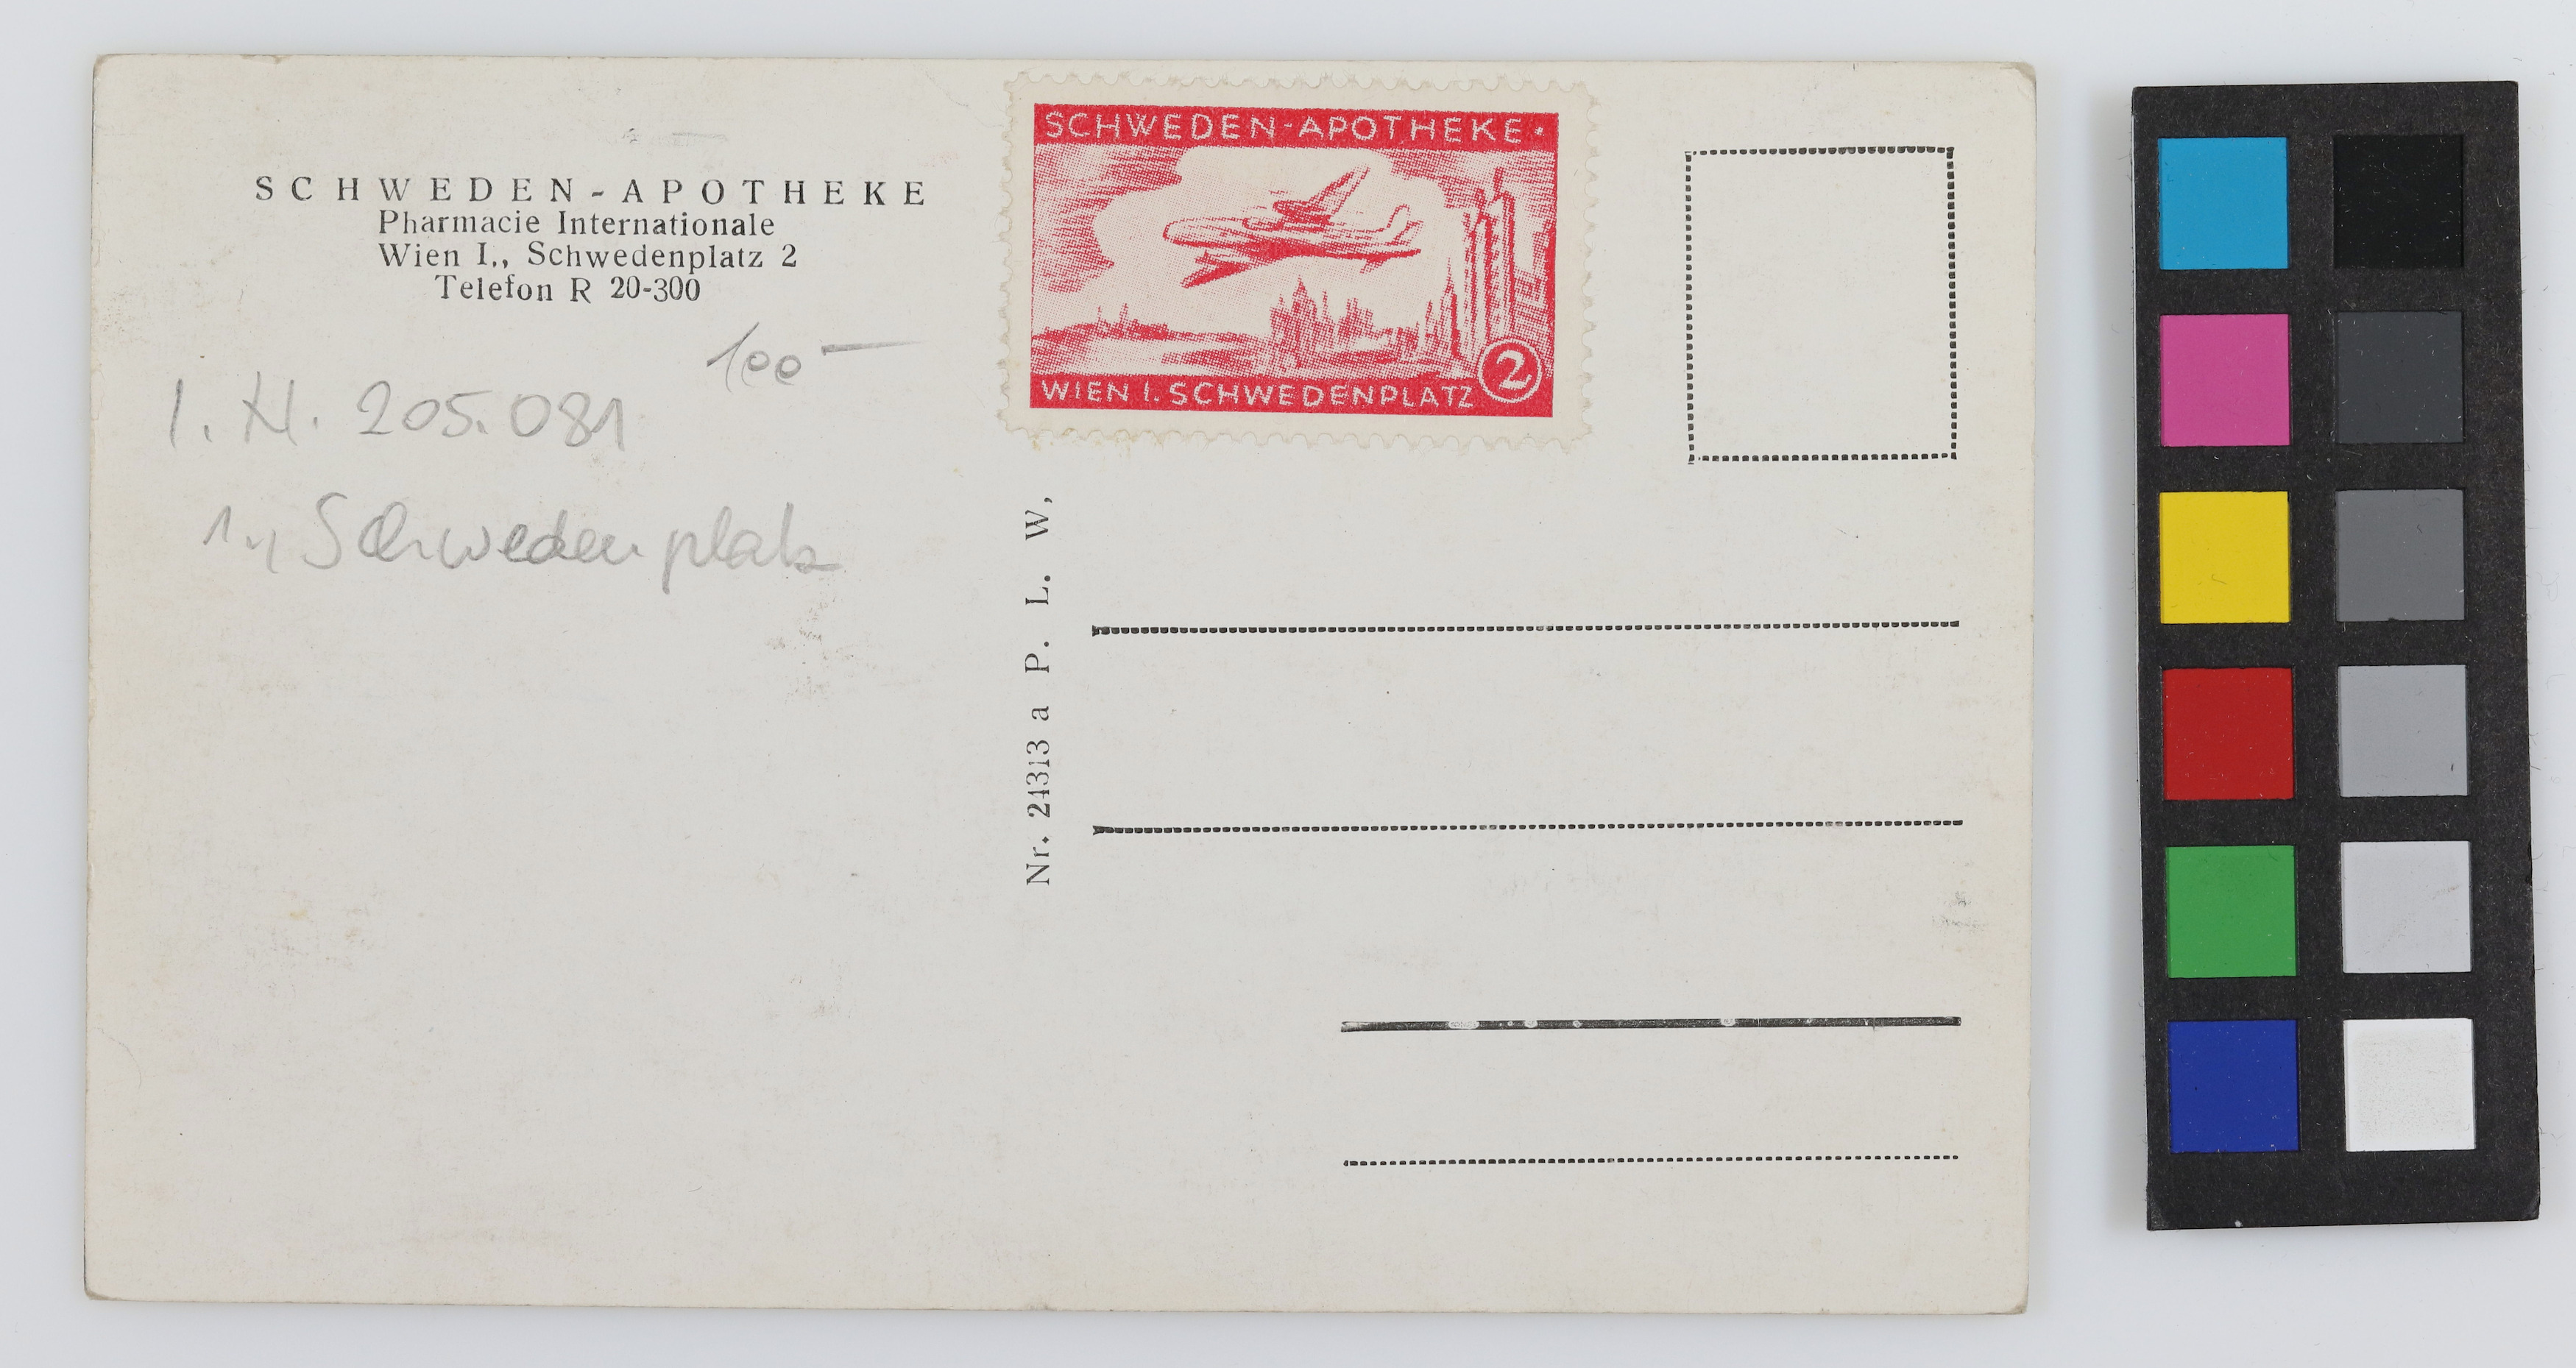 SCHWEDEN-APOTHEKE
Pharmacie Internationale
Wien I,, Schwedenplatz 2
Telefon R 20-300
100 —
I. N. 205.081
1., Schwedenplatz
SCHWEDEN-APOTHEKE·
WIEN I. SCHWEDENPLATZ 2
Nr. 24313 a P. L. W,